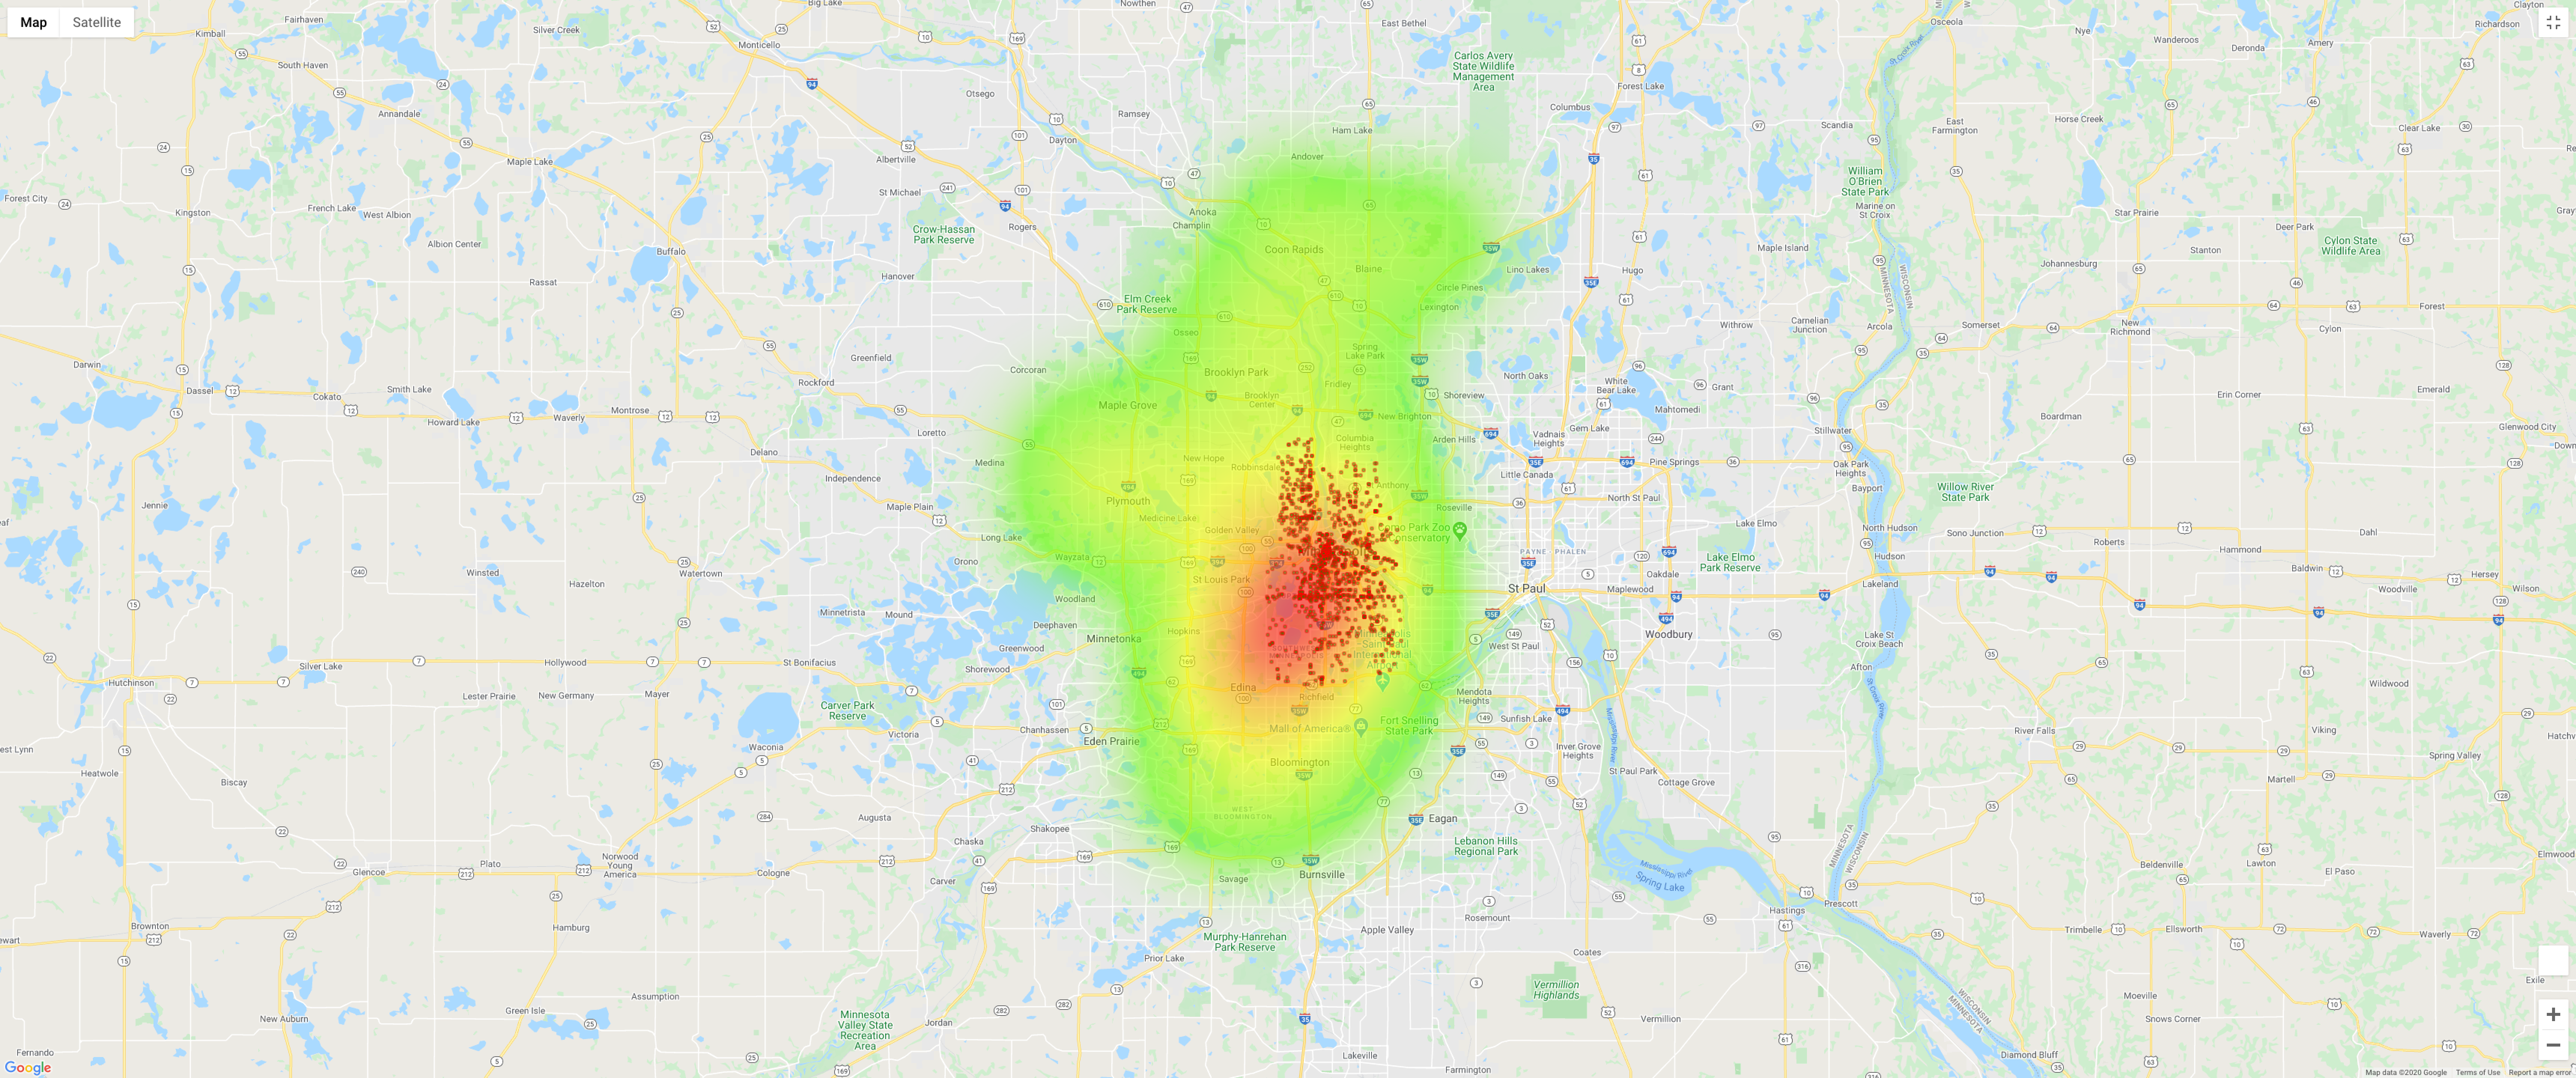 Map
Satellite
Kimball
Fairhaven
Silver Creek
Big Lake
Monticello
Nowthen
East Bethel
Carlos Avery
State Wildlife
Management
Area
Osceola
Nye
Wanderoos
Deronda
Amery
Clayton
Richardson
South Haven
Annandale
Otsego
Ramsey
Columbus
Forest Lake
Scandia
East
Farmington
Horse Creek
Clear Lake
Maple Lake
Albertville
Dayton
Ham Lake
Andover
St Michael
Forest City
Kingston
French Lake
West Albion
Albion Center
Buffalo
Crow-Hassan
Park Reserve
Rogers
Anoka
Champlin
Coon Rapids
Blaine
Lino Lakes
Hugo
Maple Island
William
O'Brien
State Park
Marine on
St Croix
Star Prairie
Deer Park
Stanton
Cylon State
Wildlife Area
Johannesburg
Rassat
Hanover
Elm Creek
Park Reserve
Circle Pines
Lexington
Osseo
Withrow
Carnelian
Junction
Arcola
Somerset
New
Richmond
Forest
Cylon
Darwin
Dassel
Cokato
Smith Lake
Howard Lake
Waverly
Montrose
Greenfield
Rockford
Corcoran
Maple Grove
Brooklyn Park
Brooklyn
Center
Spring
Lake Park
Fridley
North Oaks
Shoreview
New Brighton
White
Bear Lake
Grant
Mahtomedi
Gem Lake
Vadnais
Heights
Arden Hills
Little Canada
Pine Springs
Stillwater
Oak Park
Heights
Bayport
Boardman
Erin Corner
Emerald
Glenwood City
Loretto
Delano
Medina
Independence
Plymouth
New Hope
Robbinsdale
Columbia
Heights
Anthony
Roseville
North St Paul
Lake Elmo
Willow River
State Park
North Hudson
Hudson
Sono Junction
Roberts
Hammond
Dahl
Jennie
Maple Plain
Long Lake
Medicine Lake
Golden Valley
Wayzata
Como Park Zoo
Conservatory
PAYNE
PHALEN
Lake Elmo
Park Reserve
Oakdale
Baldwin
Hersey
Wilson
Woodville
Winsted
Hazelton
Watertown
Orono
Woodland
St Louis Park
St Paul
Maplewood
Lakeland
Minnetrista
Mound
Deephaven
Minnetonka
Hopkins
Greenwood
Shorewood
West St Paul
Woodbury
Lake St
Croix Beach
Afton
Silver Lake
Hollywood
St Bonifacius
Hutchinson
Lester Prairie
New Germany
Mayer
Carver Park
Reserve
Victoria
Chanhassen
Eden Prairie
Edina
Richfield
Minneapolis
Saint Paul
International
Airport
Mendota
Heights
Sunfish Lake
Mall of America®
Fort Snelling
State Park
Bloomington
Inver Grove
Heights
St Paul Park
Cottage Grove
River Falls
Wildwood
Viking
Spring Valley
Martell
Heatwole
Biscay
Waconia
Augusta
Chaska
Shakopee
WEST
BLOOMINGTON
Eagan
Lebanon Hills
Regional Park
Plato
Norwood
Young
America
Cologne
Carver
Savage
Burnsville
Glencoe
Mississippi River
Spring Lake
MINNESOTA
WISCONSIN
Beldenville
Lawton
El Paso
Elmwood
Brownton
Hamburg
Murphy-Hanrehan
Park Reserve
Apple Valley
Rosemount
Coates
Hastings
Prescott
Trimbelle
Ellsworth
Waverly
Prior Lake
Assumption
New Auburn
Green Isle
Minnesota
Valley State
Recreation
Area
Jordan
Vermillion
Highlands
Vermillion
Lakeville
Farmington
Fernando
Moeville
Snows Corner
Exile
Diamond Bluff
Google
Map data ©2020 Google
Terms of Use
Report a map error